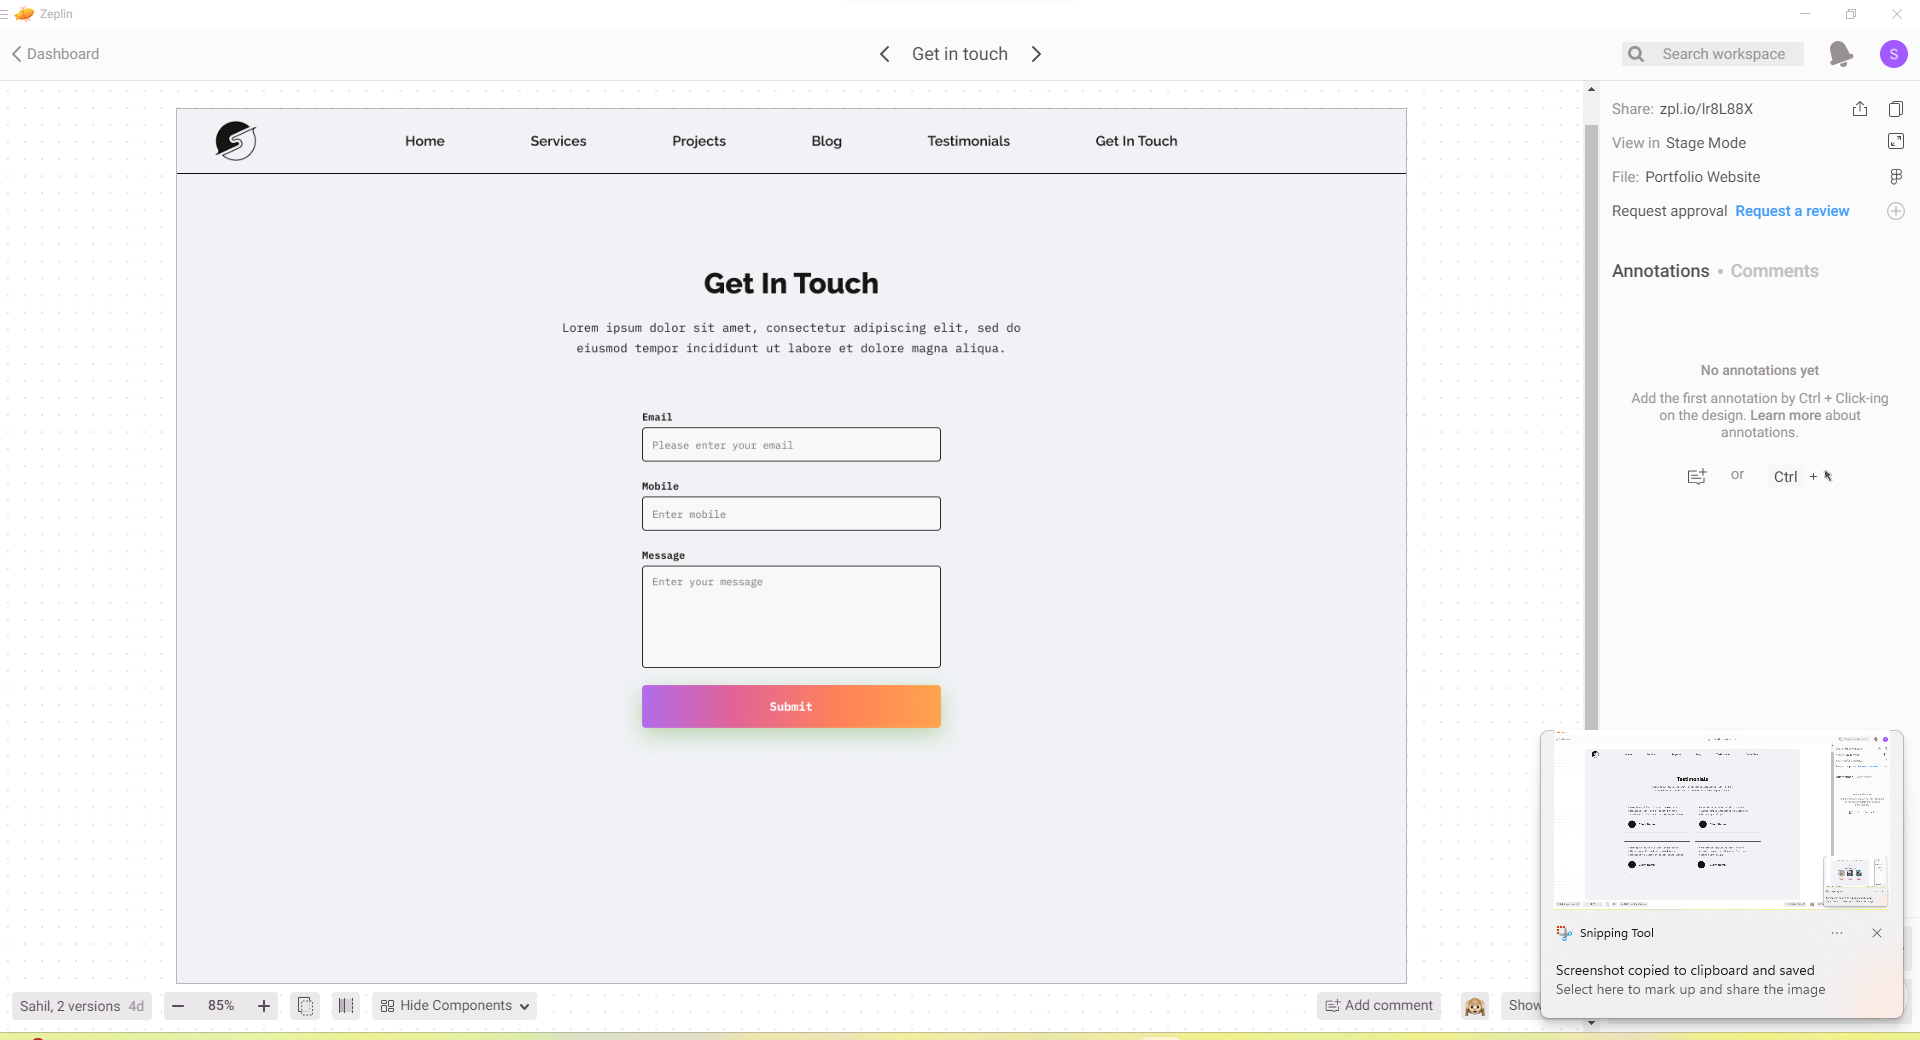 Zeplin
Dashboard
Get in touch
Search workspace
S
Share: zpl.io/lr8L88X
View in Stage Mode
File: Portfolio Website
Request approval Request a review
Annotations • Comments
No annotations yet
Add the first annotation by Ctrl + Click-ing
on the design. Learn more about
annotations.
or Ctrl +
Home Services Projects Blog Testimonials Get In Touch
Get In Touch
Lorem ipsum dolor sit amet, consectetur adipiscing elit, sed do
eiusmod tempor incididunt ut labore et dolore magna aliqua.
Email
Please enter your email
Mobile
Enter mobile
Message
Enter your message
Submit
Testimonials
Snipping Tool
Screenshot copied to clipboard and saved
Select here to mark up and share the image
Sahil, 2 versions 4d
85%
Hide Components
Add comment
Show